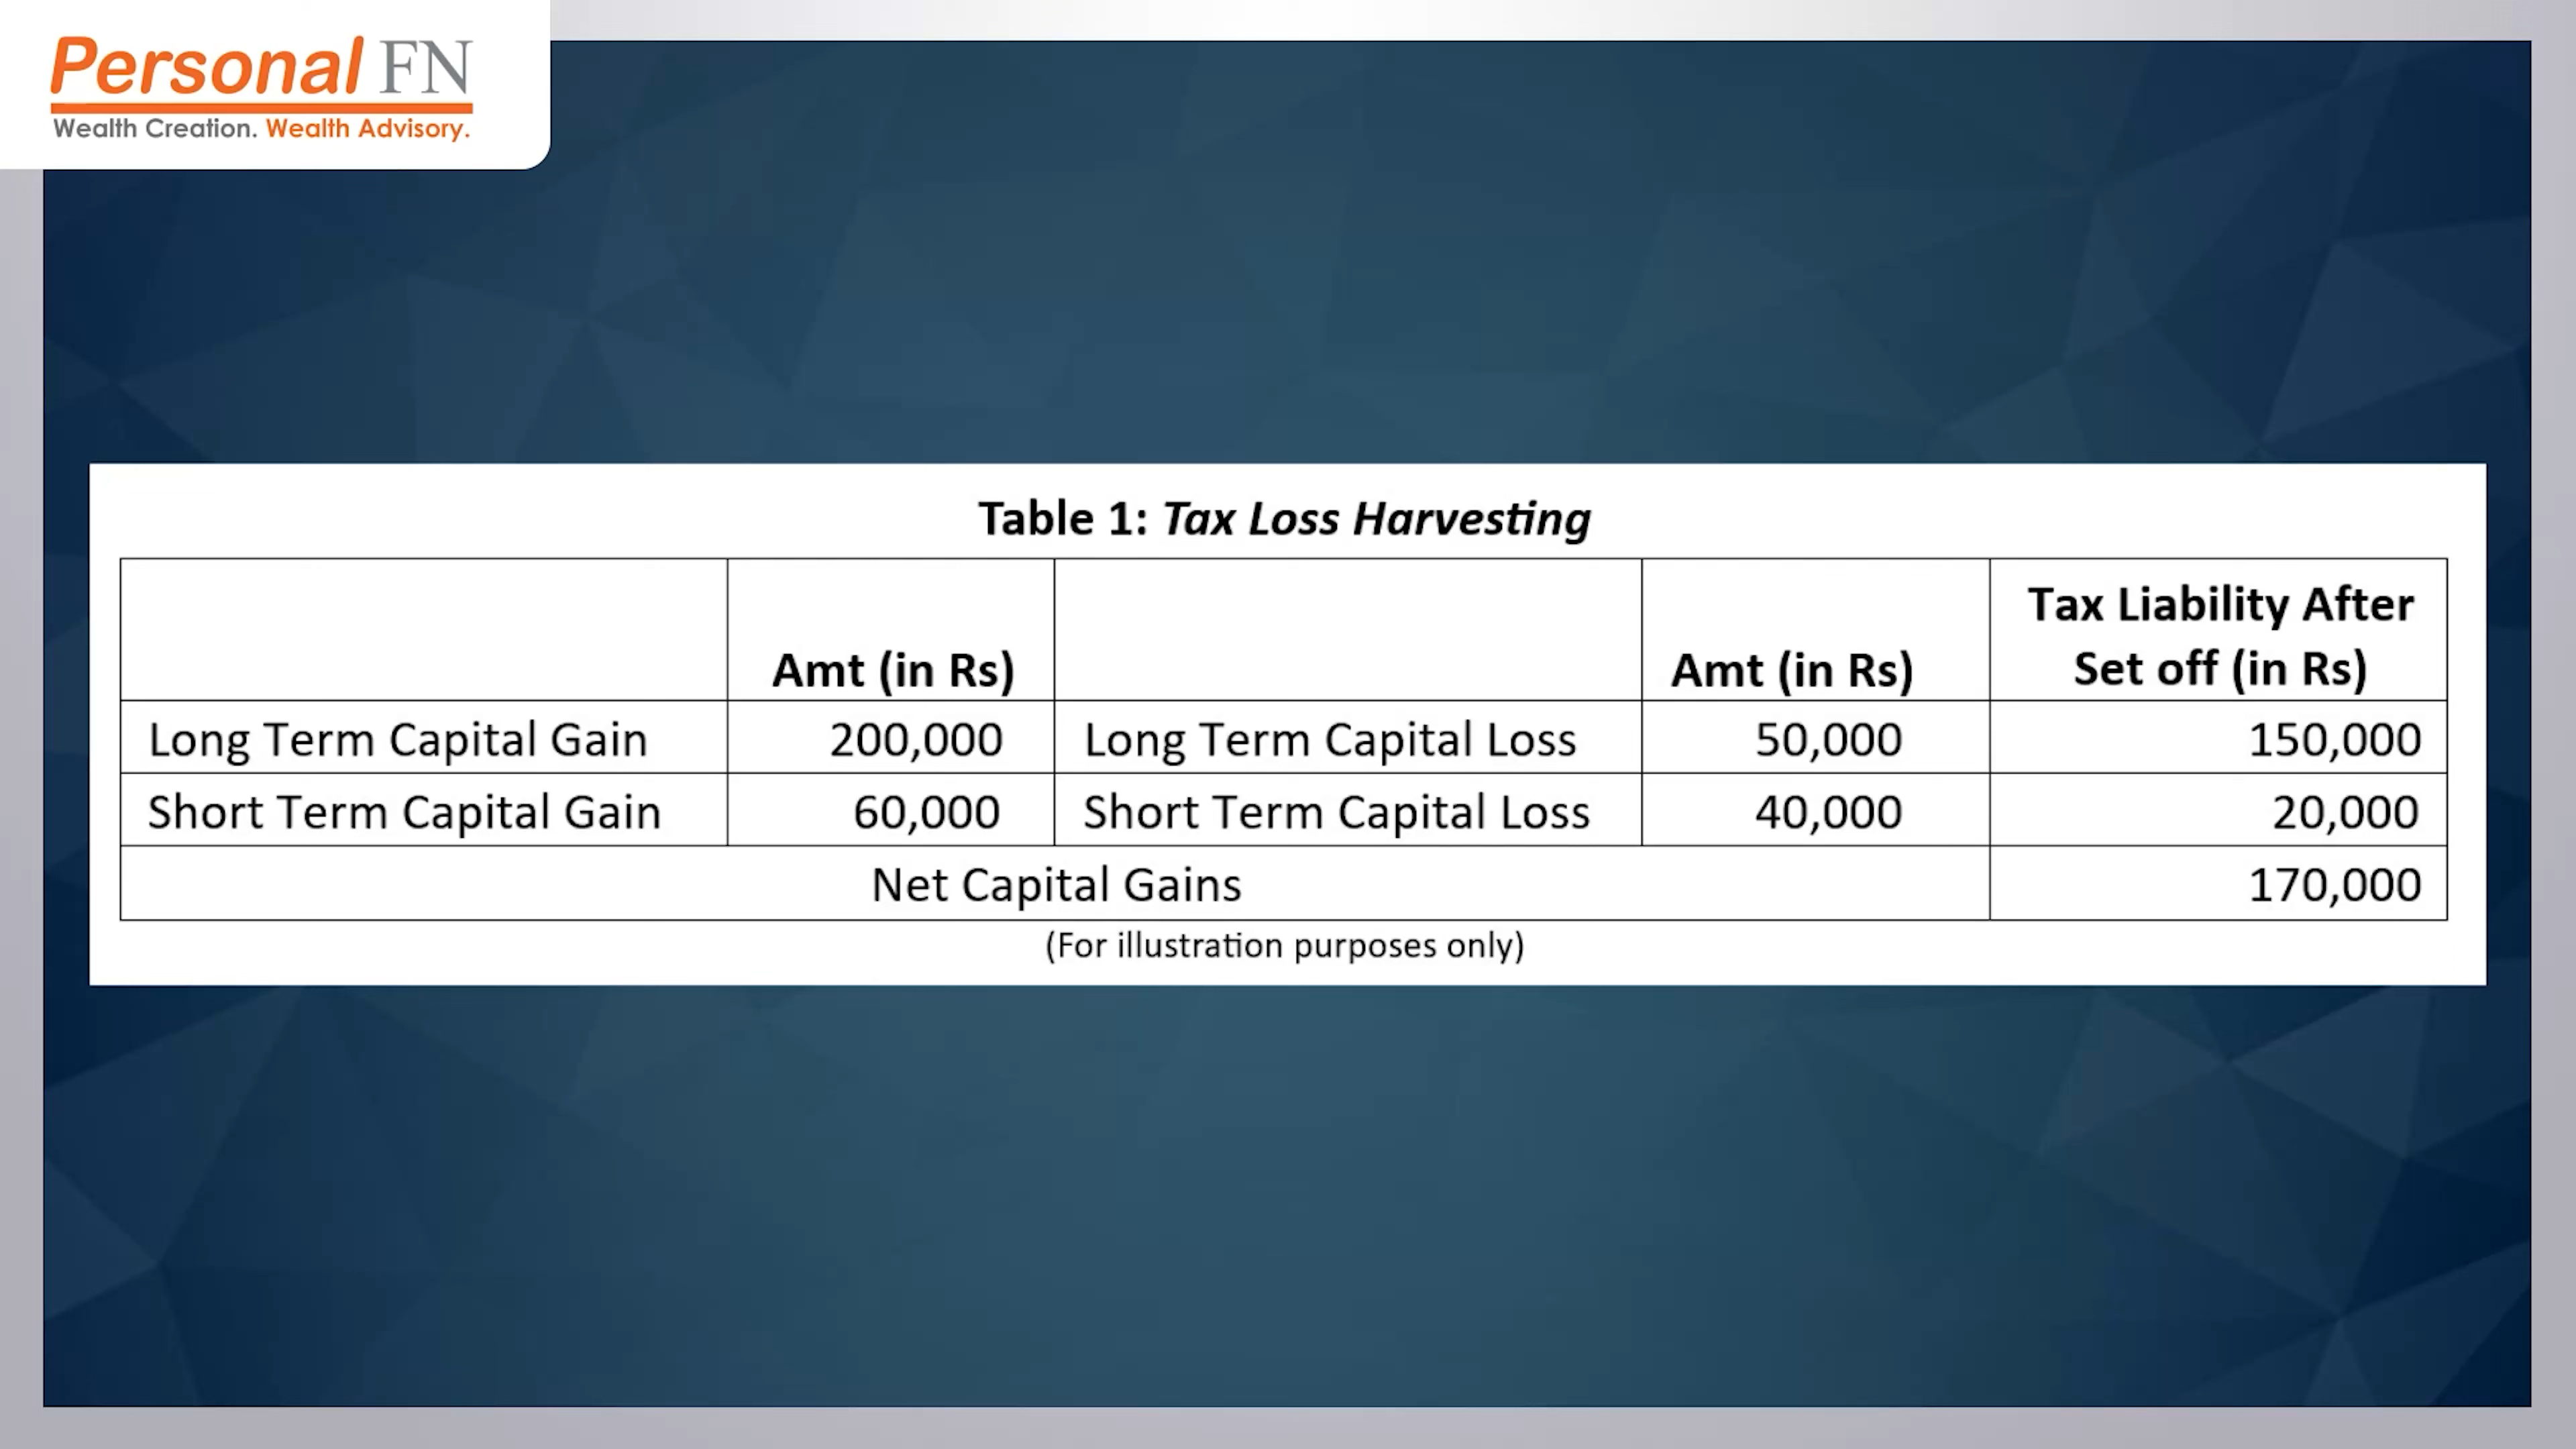 Personal FN
Wealth Creation. Wealth Advisory.
Table 1: Tax Loss Harvesting
Amt (in Rs) Amt (in Rs) Tax Liability After Set off (in Rs)
Long Term Capital Gain 200,000 Long Term Capital Loss 50,000 150,000
Short Term Capital Gain 60,000 Short Term Capital Loss 40,000 20,000
Net Capital Gains 170,000
(For illustration purposes only)